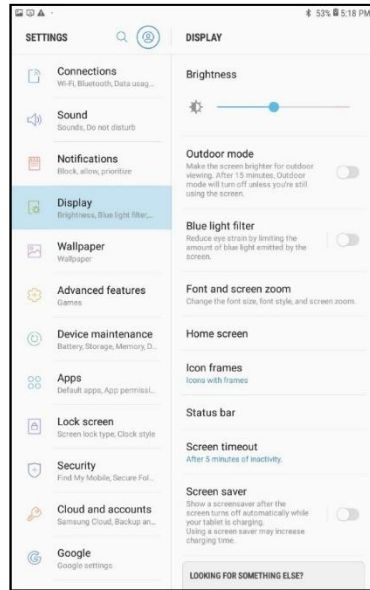 53% 5:18 PM
SETTINGS
Connections
Wi-Fi, Bluetooth, Data usag...
Sound
Sounds, Do not disturb
Notifications
Block, allow, prioritize
Display
Brightness, Blue light filter,...
Wallpaper
Wallpaper
Advanced features
Games
Device maintenance
Battery, Storage, Memory, D...
Apps
Default apps, App permissi...
Lock screen
Screen lock type, Clock style
Security
Find My Mobile, Secure Fol...
Cloud and accounts
Samsung Cloud, Backup an...
Google
Google settings
DISPLAY
Brightness
Outdoor mode
Make the screen brighter for outdoor
viewing. After 15 minutes, Outdoor
mode will turn off unless you're still
using the screen.
Blue light filter
Reduce eye strain by limiting the
amount of blue light emitted by the
screen.
Font and screen zoom
Change the font size, font style, and screen zoom.
Home screen
Icon frames
Icons with frames
Status bar
Screen timeout
After 5 minutes of inactivity.
Screen saver
Show a screensaver after the
screen turns off automatically while
your tablet is charging.
Using a screen saver may increase
charging time.
LOOKING FOR SOMETHING ELSE?